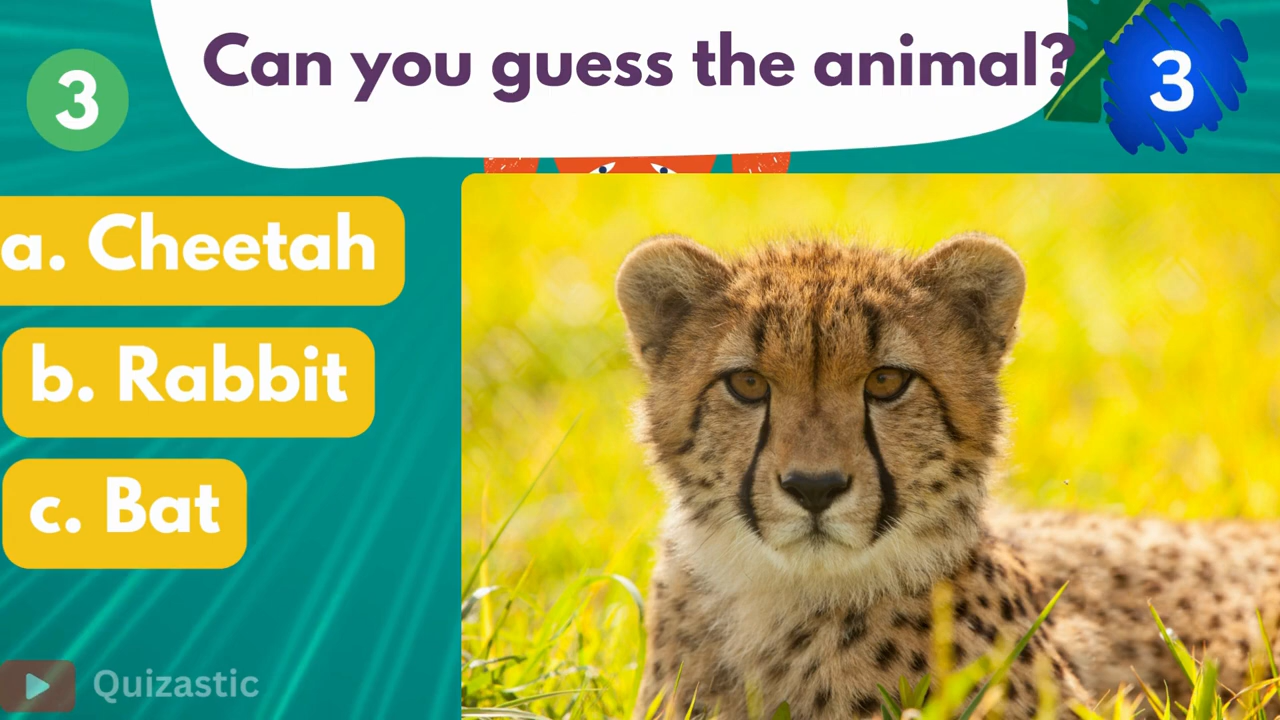 3
Can you guess the animal?
3
a. Cheetah
b. Rabbit
c. Bat
Quizastic